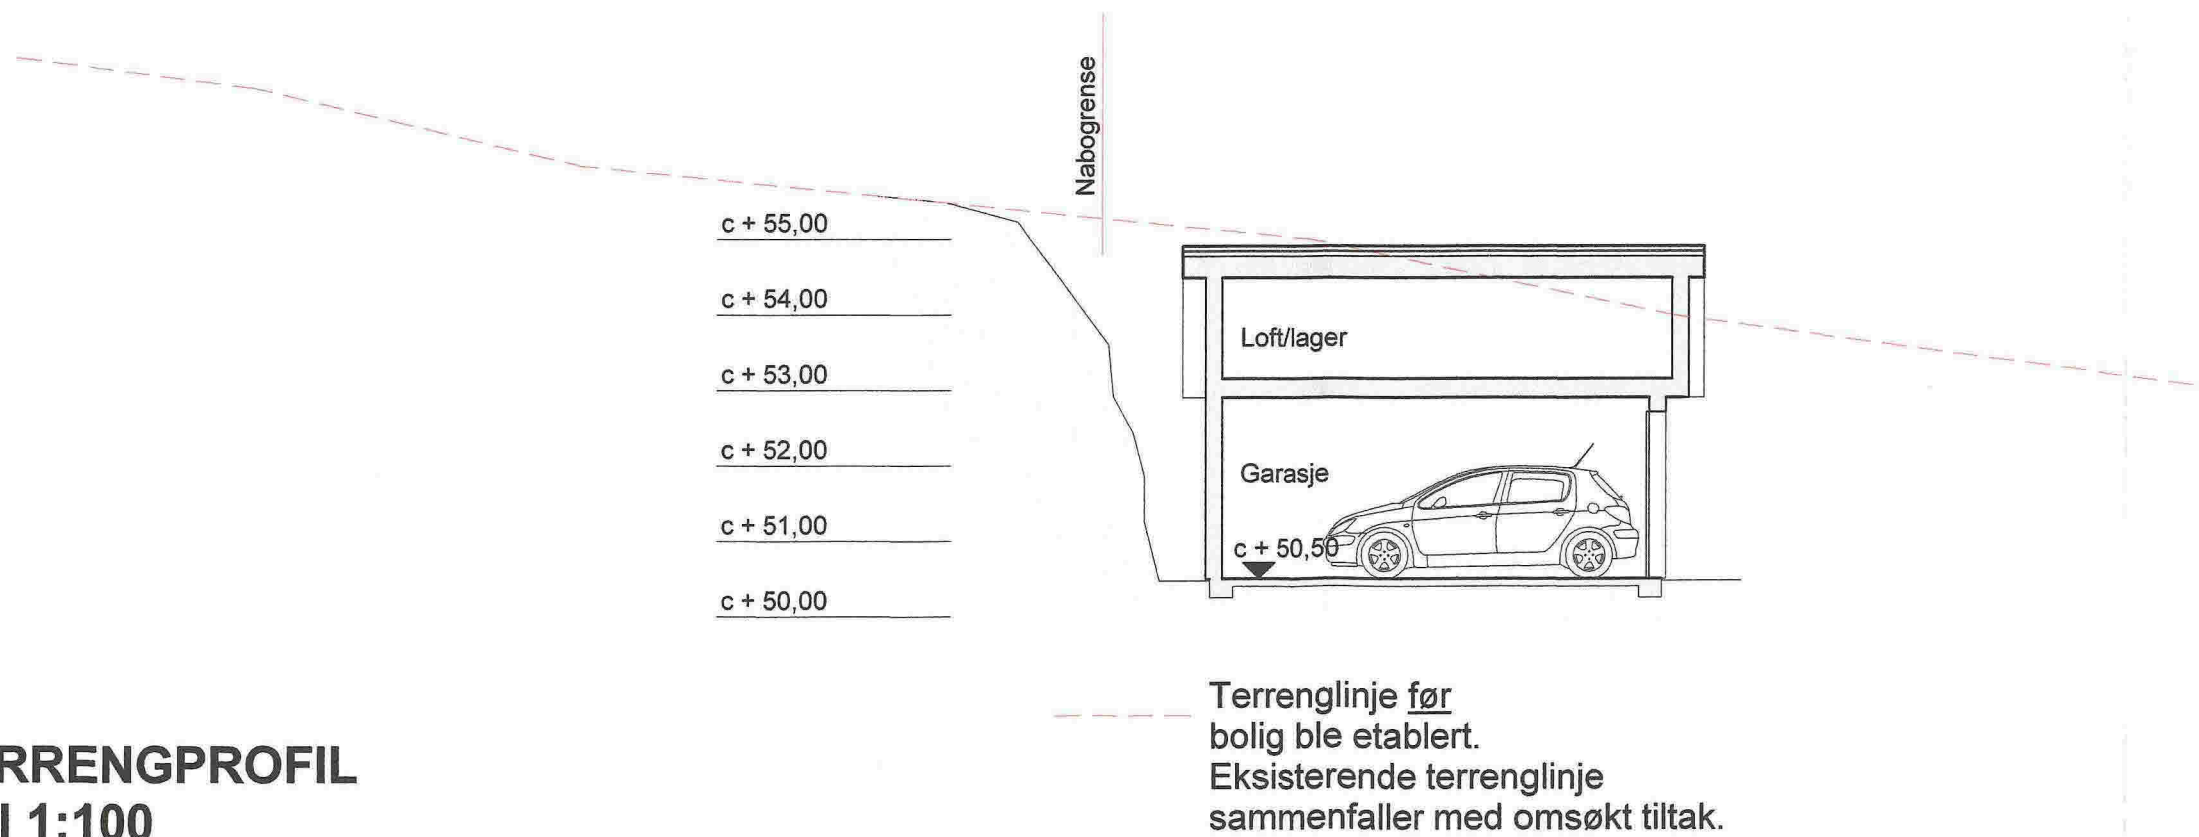 Nabogrense
c + 55,00
c + 54,00
c + 53,00
c + 52,00
c + 51,00
c + 50,00
Loft/lager
Garasje
c + 50,50
Terrenglinje før
bolig ble etablert.
Eksisterende terrenglinje
sammenfaller med omsøkt tiltak.
RRENGPROFIL
1:100